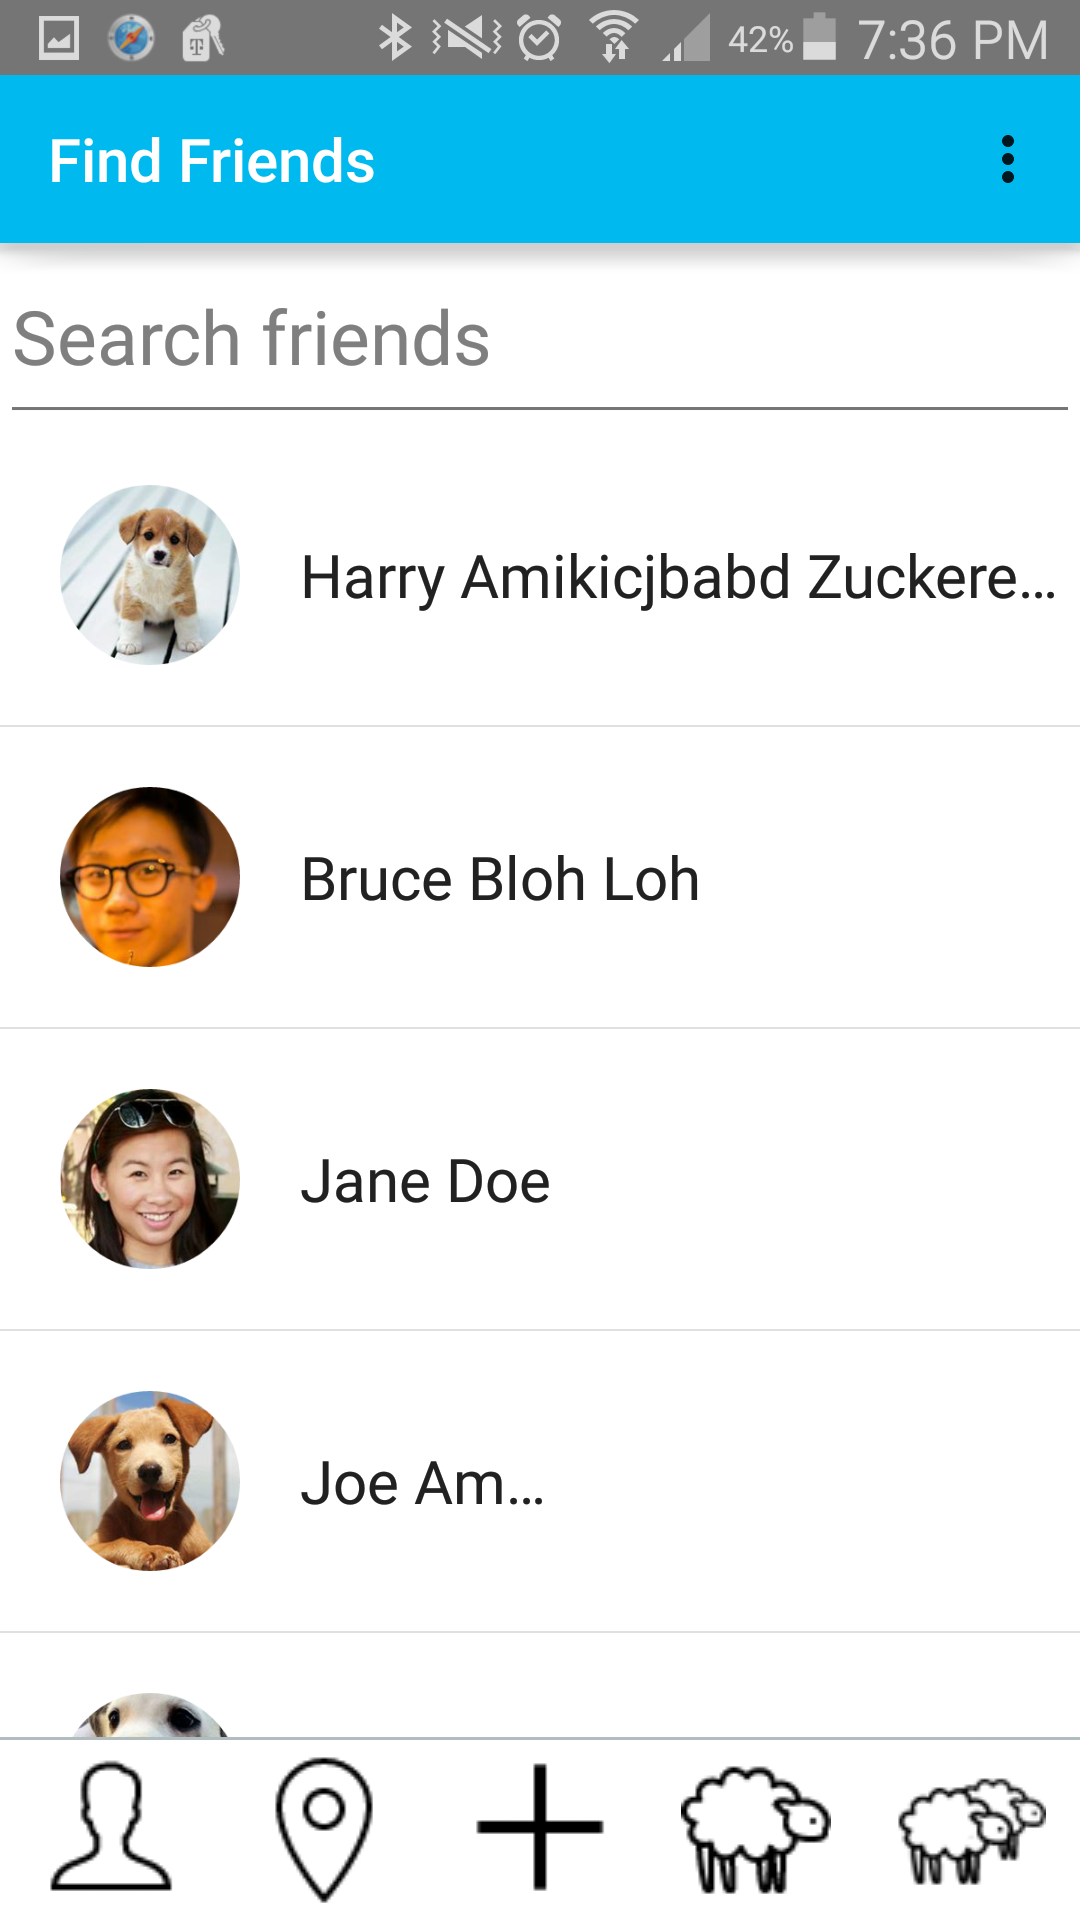 42% 7:36 PM
Find Friends
Search friends
Harry Amikicjbabd Zuckere...
Bruce Bloh Loh
Jane Doe
Joe Am...